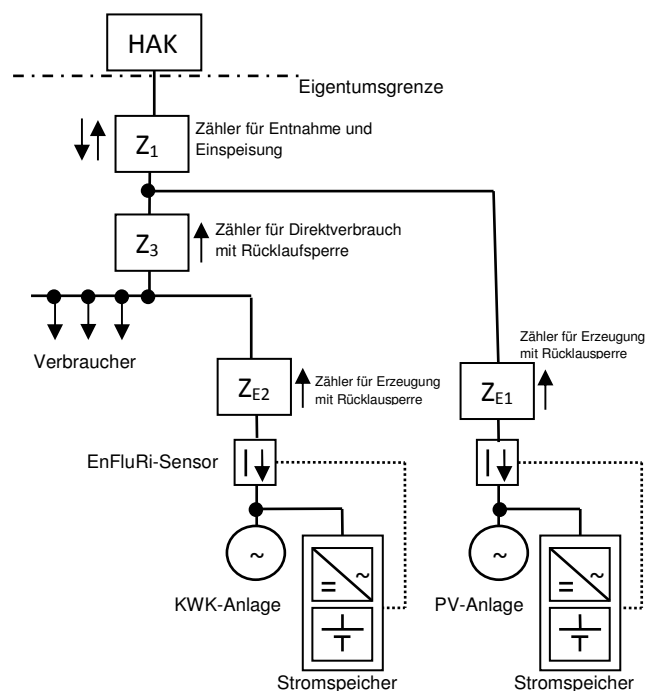 HAK
Eigentumsgrenze
Z1
Zähler für Entnahme und
Einspeisung
Z3
Zähler für Direktverbrauch
mit Rücklaufsperre
Verbraucher
ZE2
Zähler für Erzeugung
mit Rücklausperre
Zähler für Erzeugung
mit Rücklausperre
ZE1
EnFluRi-Sensor
~
=
~
KWK-Anlage
Stromspeicher
~
=
~
PV-Anlage
Stromspeicher